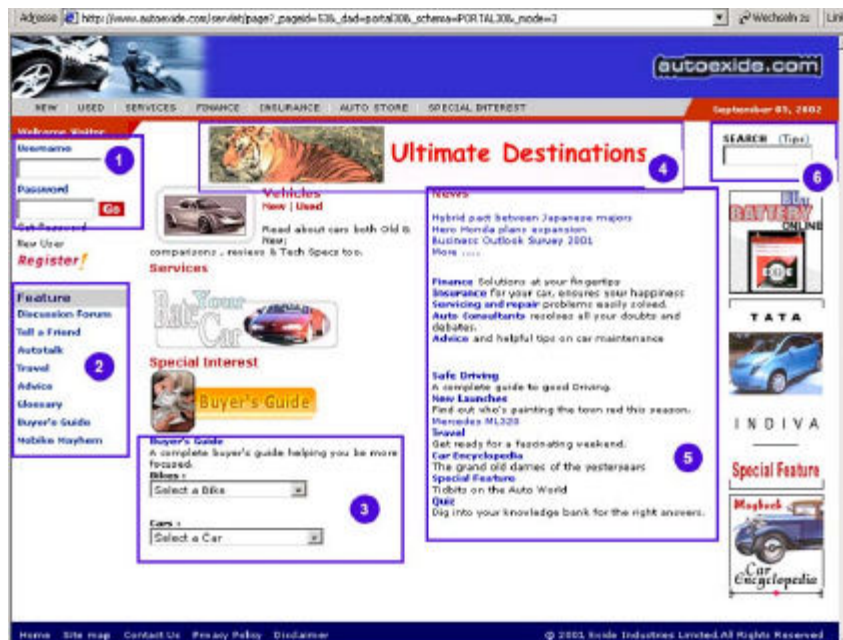 Adresse http://www.autoexide.com/servlet/page?_pageid=53&_dad=portal30&_schema=PORTAL30&_mode=3 Wechseln zu
autoexide.com
NEW USED SERVICES FINANCE INSURANCE AUTO STORE SPECIAL INTEREST September 03, 2002
Welcome Visitor
Username
1
Password
Go
Get Password
New User
Register!
Feature
Discussion Forum
Tell a Friend
Autotalk
Travel
Advice
Glossary
Buyer's Guide
Mobike Mayhem
2
Ultimate Destinations
4
Vehicles
New | Used
Read about cars both Old &
New;
comparisons , reviews & Tech Specs too.
Services
Rate Your Car
Special Interest
Buyer's Guide
Buyer's Guide
A complete buyer's guide helping you be more
focused.
Bikes :
Select a Bike
3
Cars :
Select a Car
News
Hybrid pact between Japanese majors
Hero Honda plans expansion
Business Outlook Survey 2001
More .....
Finance Solutions at your fingertips
Insurance for your car, ensures your happiness
Servicing and repair problems easily solved.
Auto Consultants resolves all your doubts and
debates.
Advice and helpful tips on car maintenance
Safe Driving
A complete guide to good Driving.
New Launches
Find out who's painting the town red this season.
Mercedes ML320
Travel
Get ready for a fascinating weekend.
Car Encyclopedia
The grand old dames of the yesteryears
Special Feature
Tidbits on the Auto World
Quiz
Dig into your knowledge bank for the right answers.
5
SEARCH (Tips)
6
BUY
BATTERY
ONLINE
TATA
INDIVA
Special Feature
Maybach
Car
Encyclopedia
Home Site map Contact Us Privacy Policy Disclaimer © 2001 Exide Industries Limited.All Rights Reserved